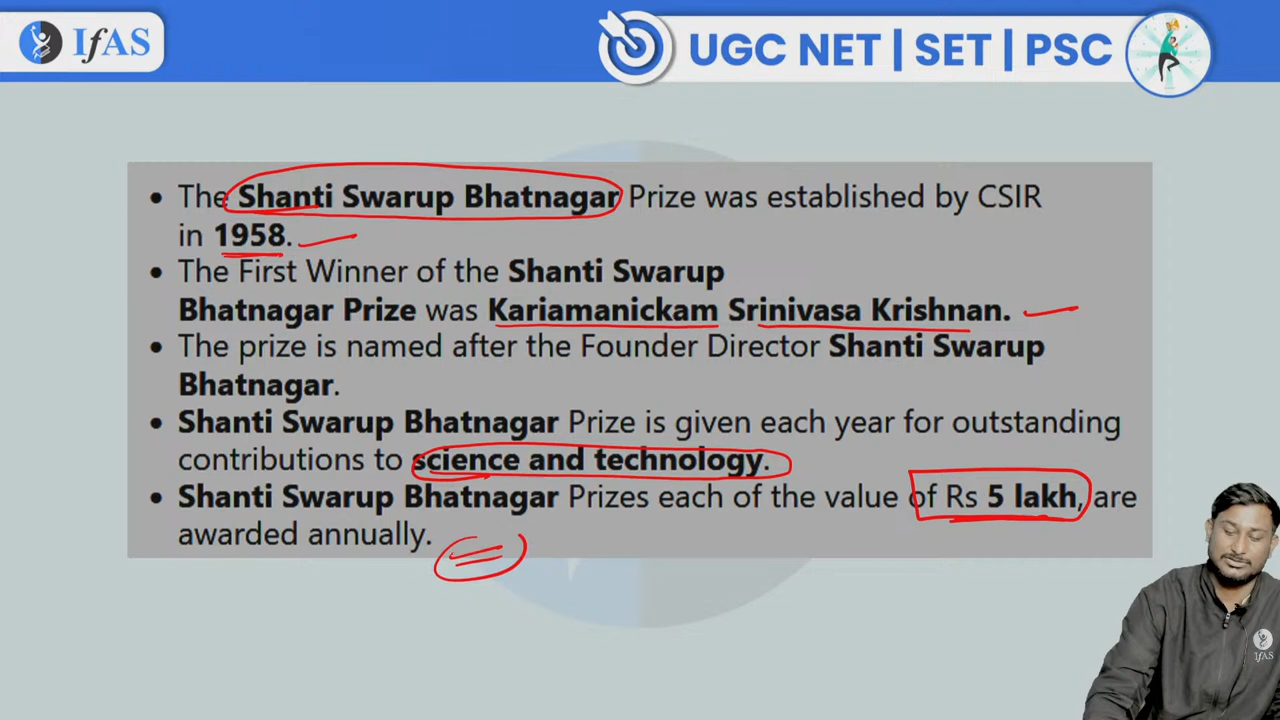 IfAS
UGC NET | SET | PSC
• The Shanti Swarup Bhatnagar Prize was established by CSIR
in 1958.
• The First Winner of the Shanti Swarup
Bhatnagar Prize was Kariamanickam Srinivasa Krishnan.
• The prize is named after the Founder Director Shanti Swarup
Bhatnagar.
• Shanti Swarup Bhatnagar Prize is given each year for outstanding
contributions to science and technology.
• Shanti Swarup Bhatnagar Prizes each of the value of Rs 5 lakh, are
awarded annually.
IfAS